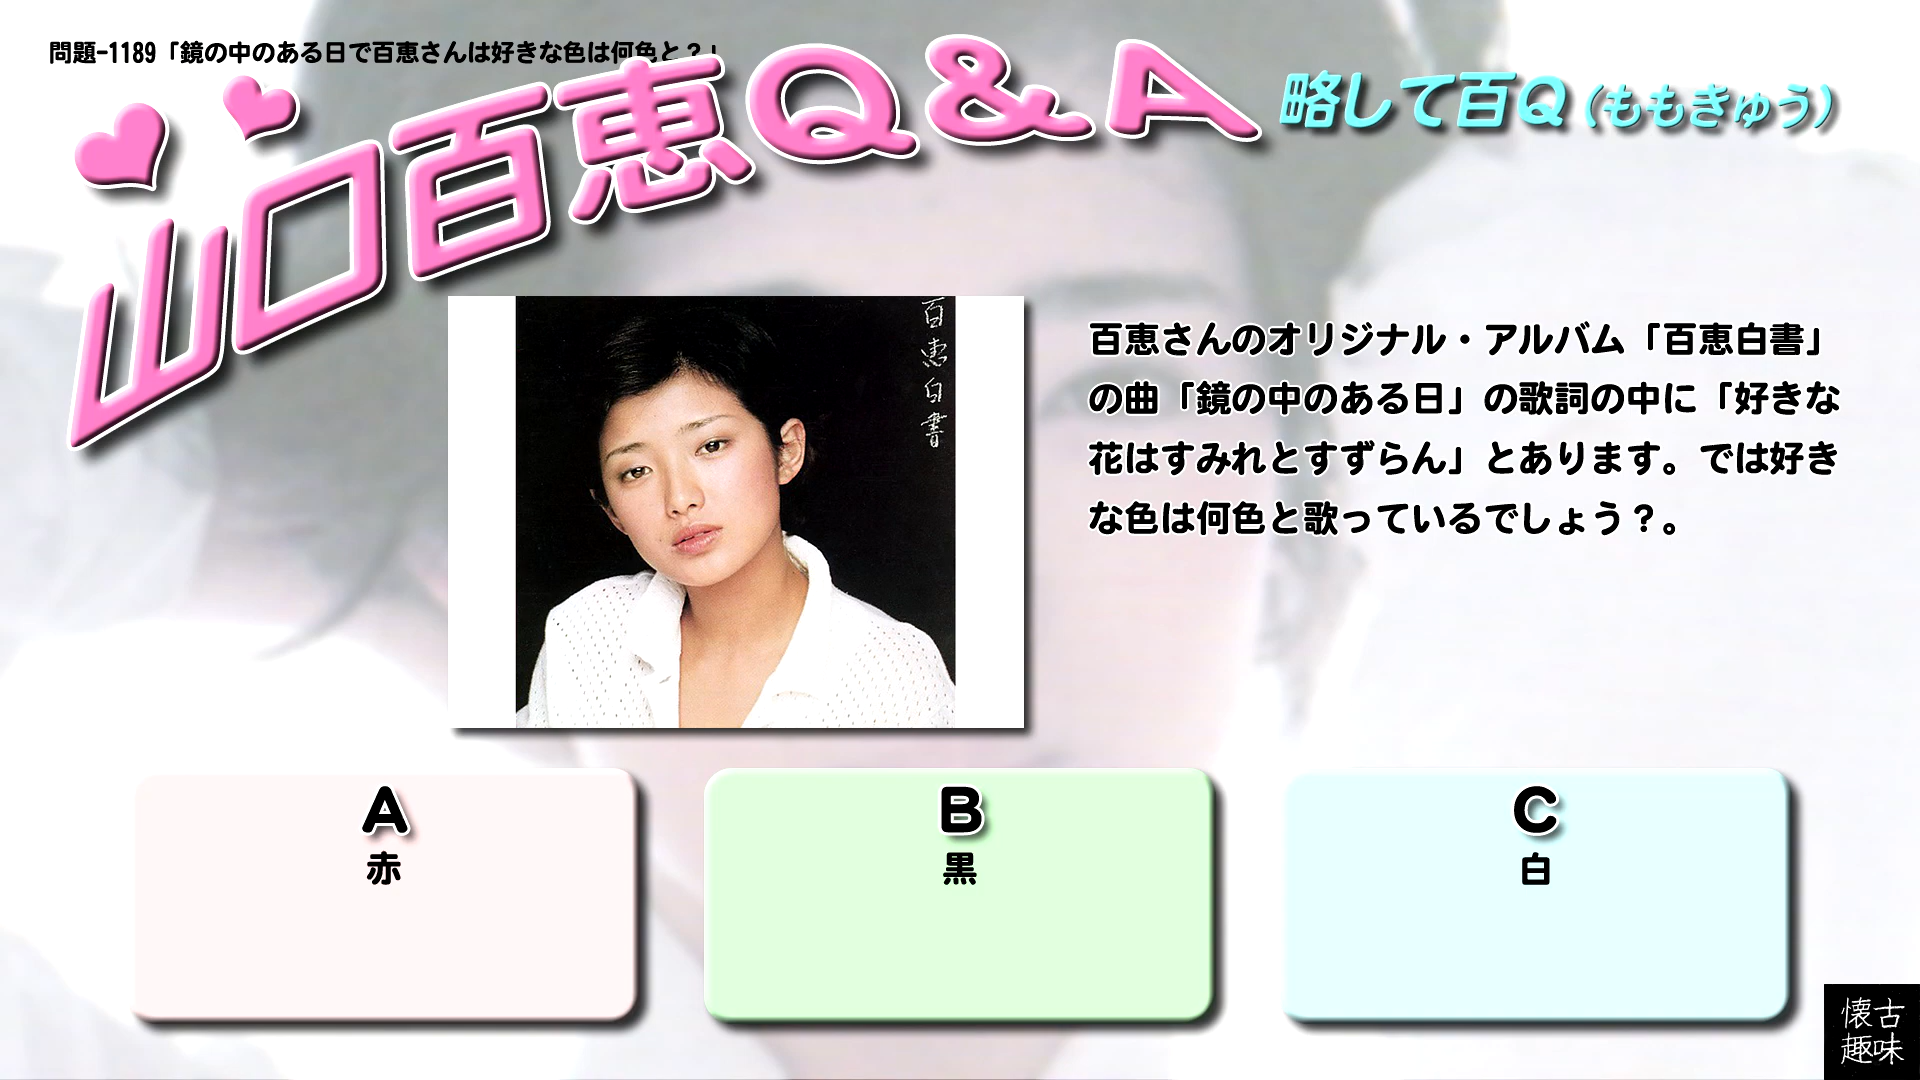 問題-1189「鏡の中のある日で百恵さんは好きな色は何色と？」
山口百恵Q&A
略して百Q（ももきゅう）
百恵白書
百恵さんのオリジナル・アルバム「百恵白書」
の曲「鏡の中のある日」の歌詞の中に「好きな
花はすみれとすずらん」とあります。では好き
な色は何色と歌っているでしょう？。
A
赤
B
黒
C
白
懐古
趣味